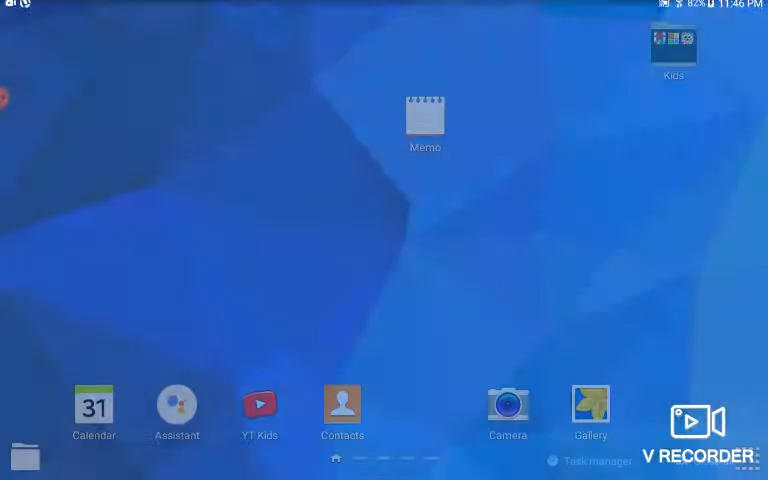 82% 11:46 PM
Kids
Memo
31
Calendar
Assistant
YT Kids
Contacts
Camera
Gallery
Task manager
V RECORDER